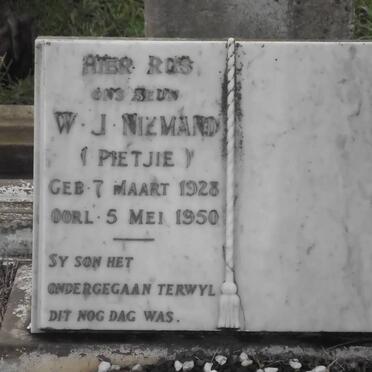 HIER RUS
ONS SEUN
W. J. NIEMAND
( PIETJIE )
GEB 7 MAART 1928
OORL 5 MEI 1950
SY SON HET
ONDERGEGAAN TERWYL
DIT NOG DAG WAS.